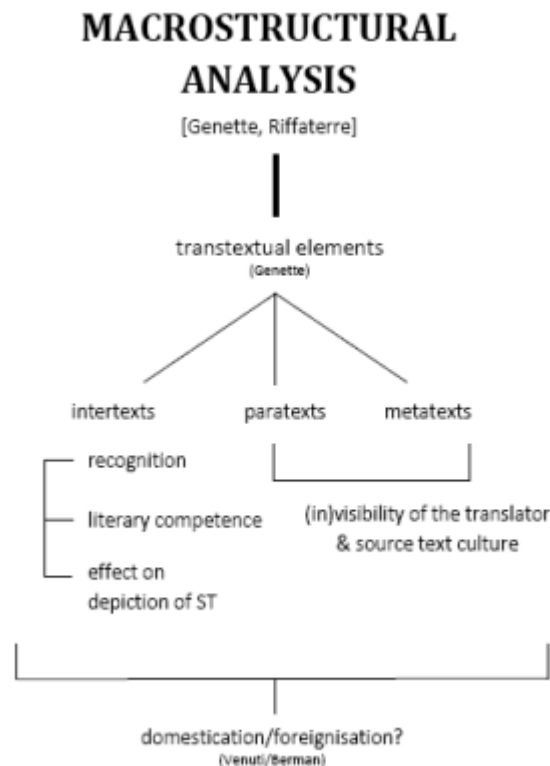 MACROSTRUCTURAL
ANALYSIS
[Genette, Riffaterre]
transtextual elements
(Genette)
intertexts
paratexts
metatexts
recognition
literary competence
effect on
depiction of ST
(in)visibility of the translator
& source text culture
domestication/foreignisation?
(Venuti/Berman)